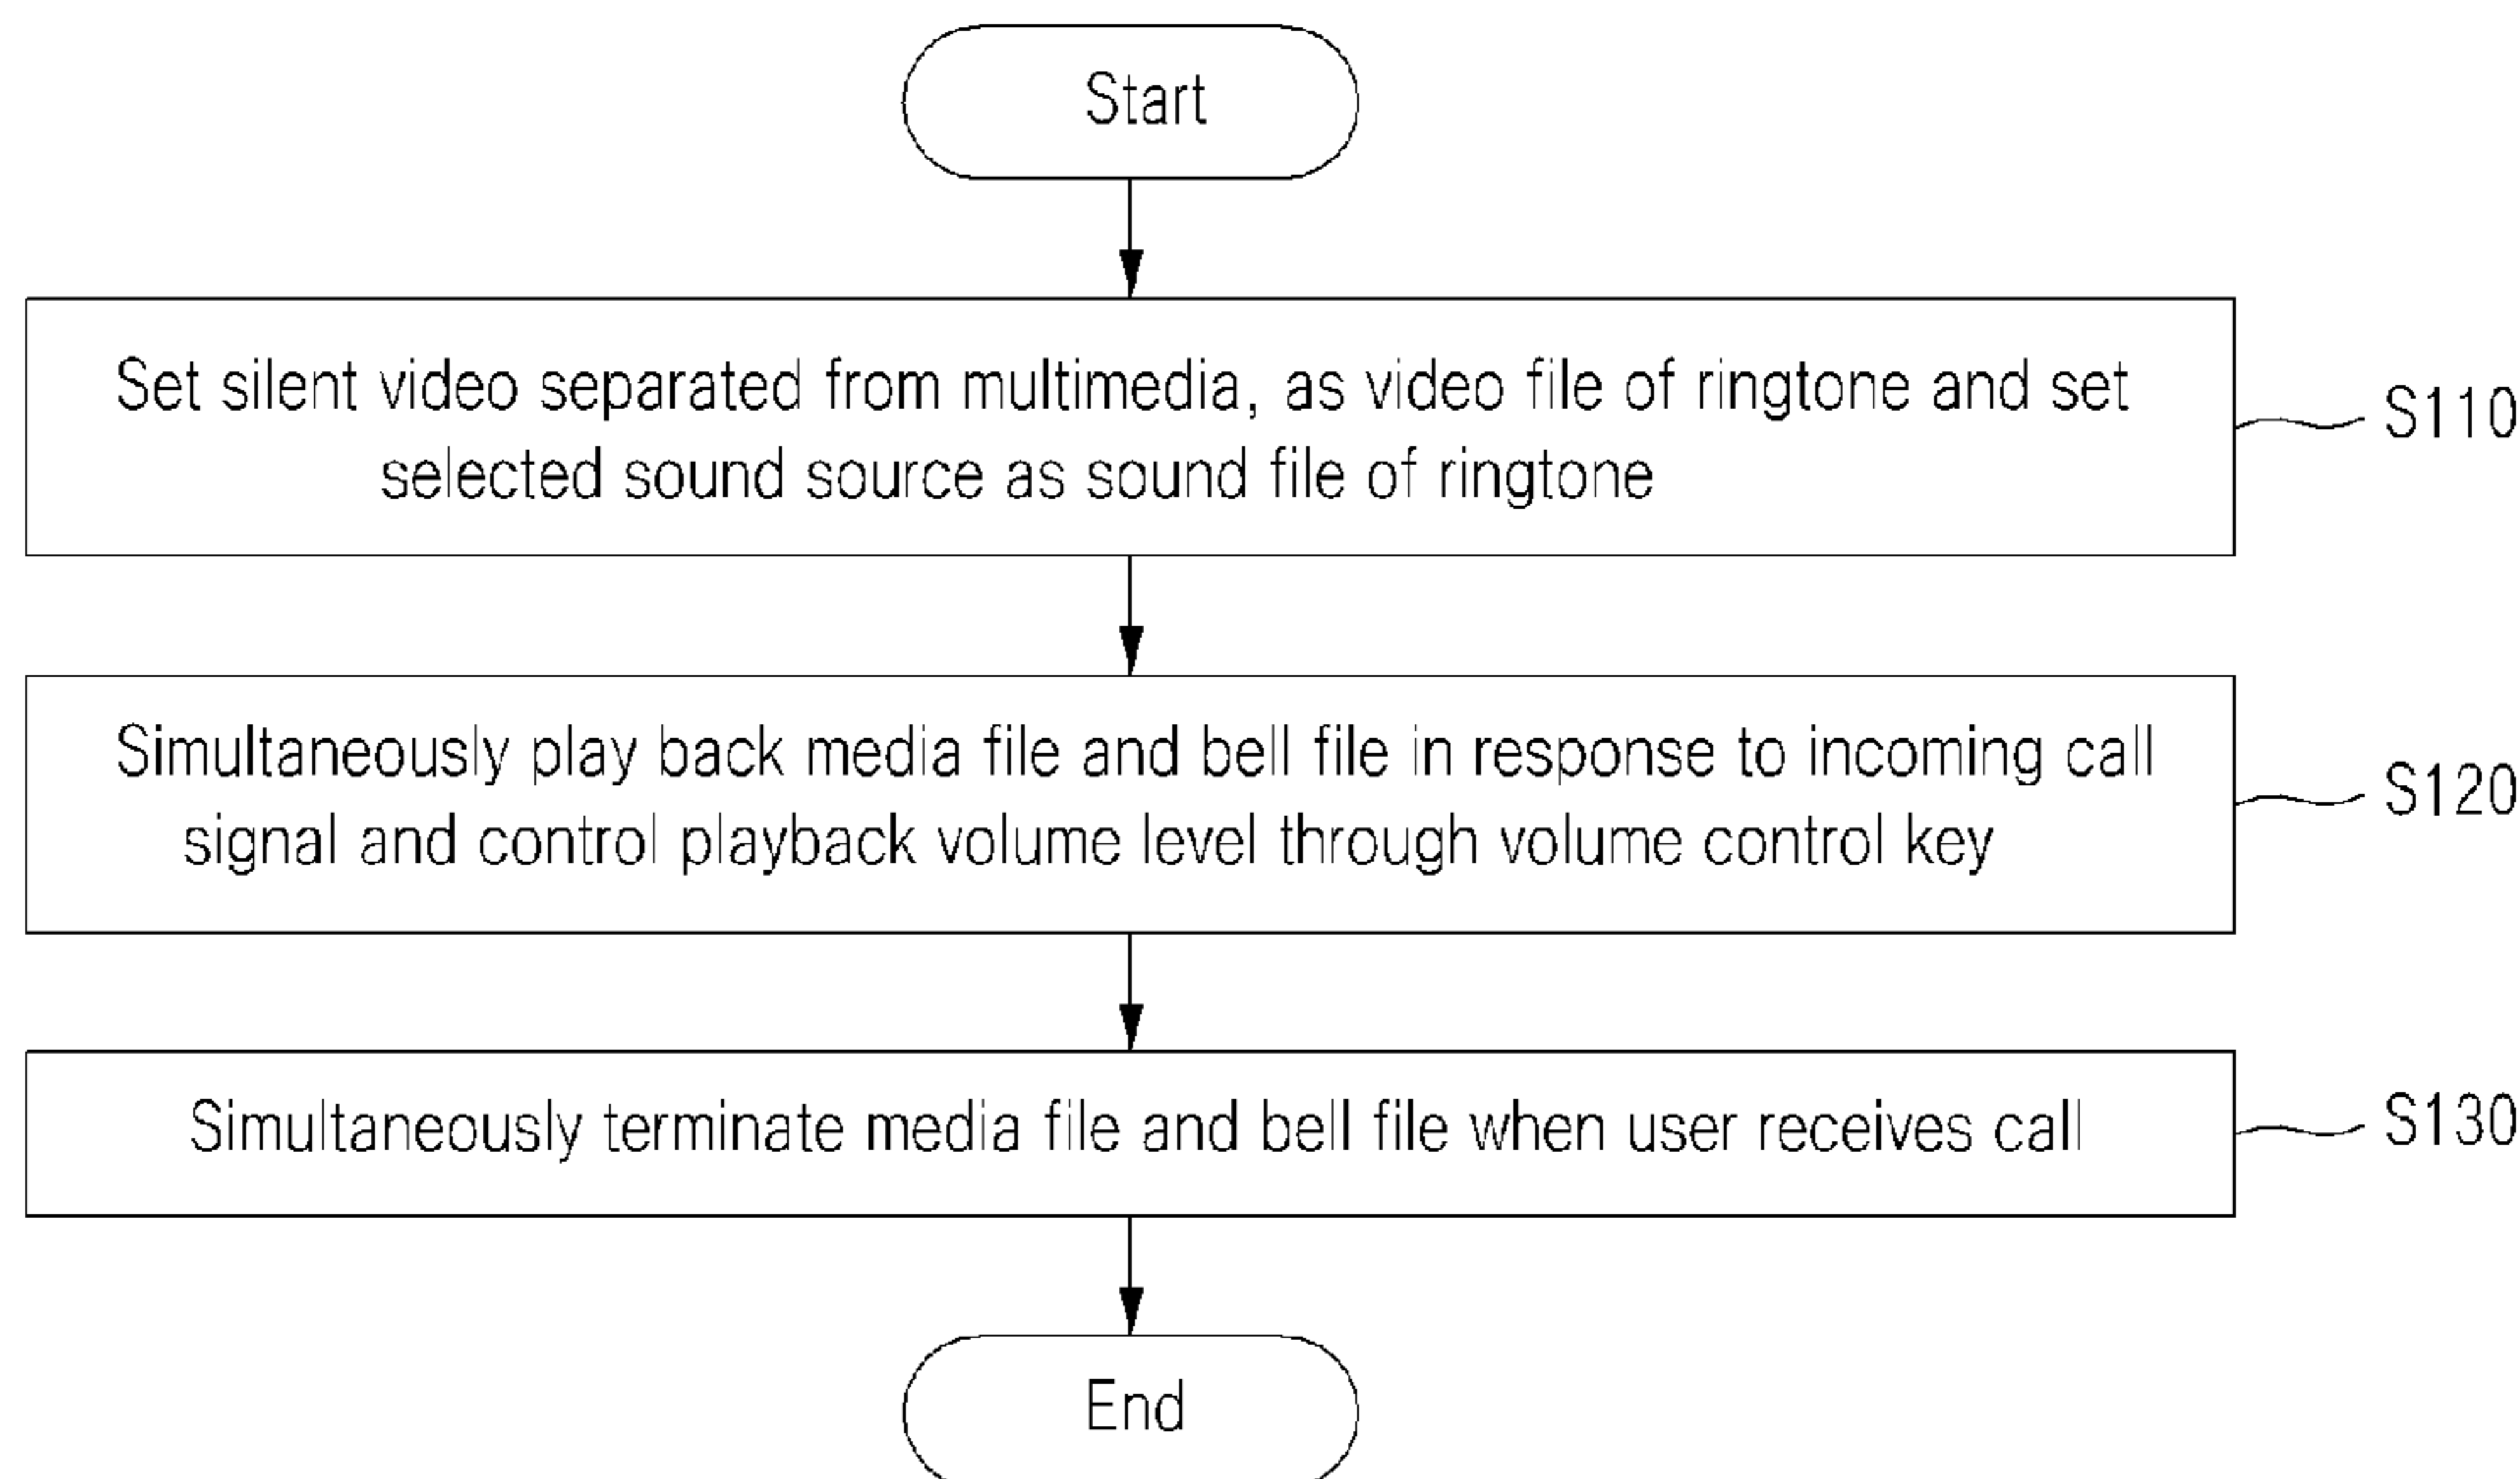 Start
Set silent video separated from multimedia, as video file of ringtone and set
selected sound source as sound file of ringtone
S110
Simultaneously play back media file and bell file in response to incoming call
signal and control playback volume level through volume control key
S120
Simultaneously terminate media file and bell file when user receives call
S130
End